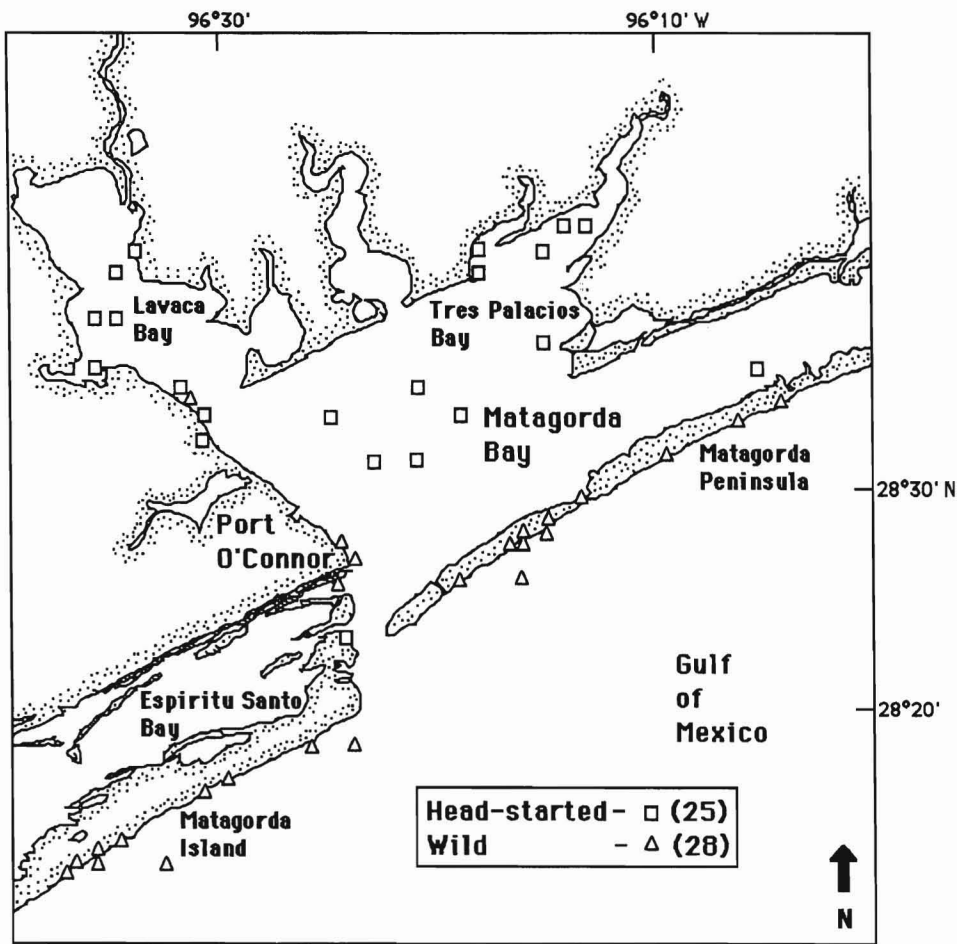 96°30'
96°10' W
Lavaca
Bay
Tres Palacios
Bay
Matagorda
Bay
Matagorda
Peninsula
28°30' N
Port
O'Connor
Gulf
of
Mexico
Espiritu Santo
Bay
28°20'
Matagorda
Island
Head-started- (25)
Wild - (28)
N